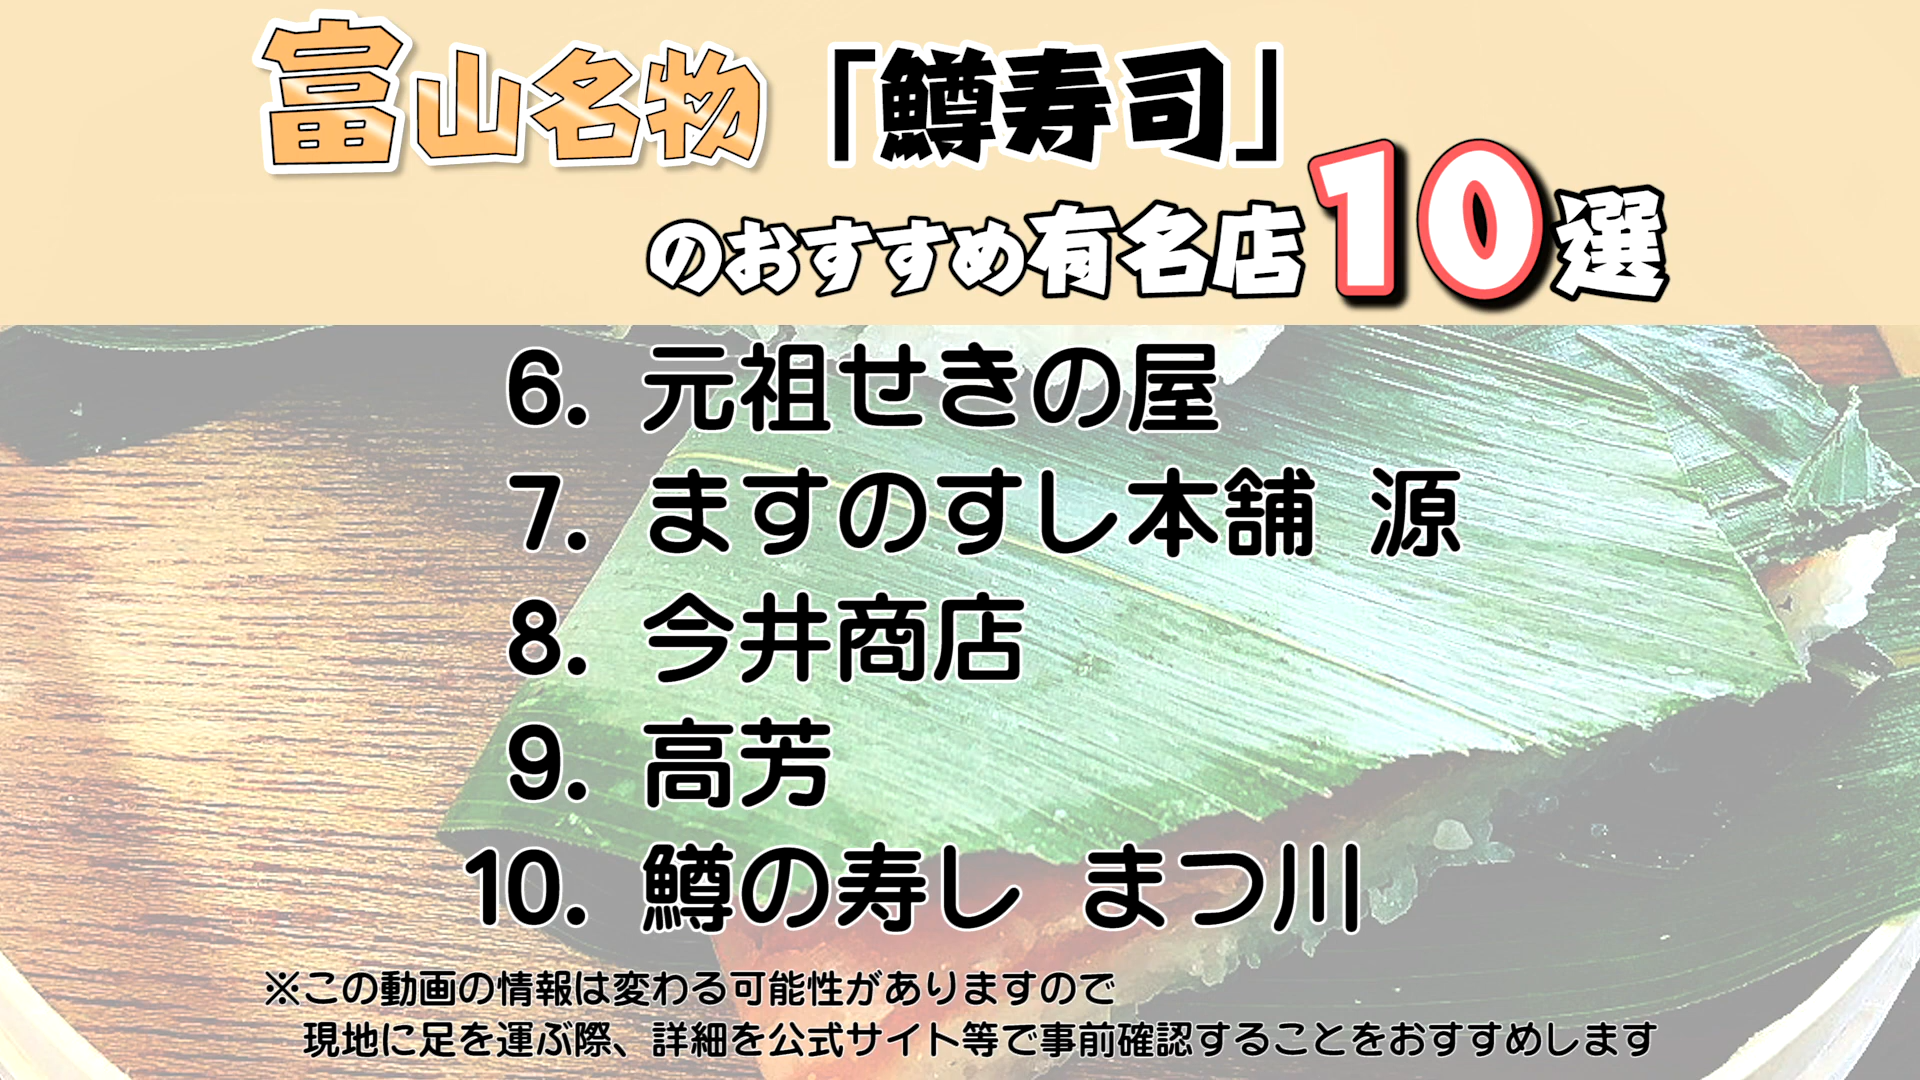 富山名物「鱒寿司」
のおすすめ有名店10選
6. 元祖せきの屋
7. ますのすし本舗 源
8. 今井商店
9. 高芳
10. 鱒の寿し まつ川
※この動画の情報は変わる可能性がありますので
現地に足を運ぶ際、詳細を公式サイト等で事前確認することをおすすめします